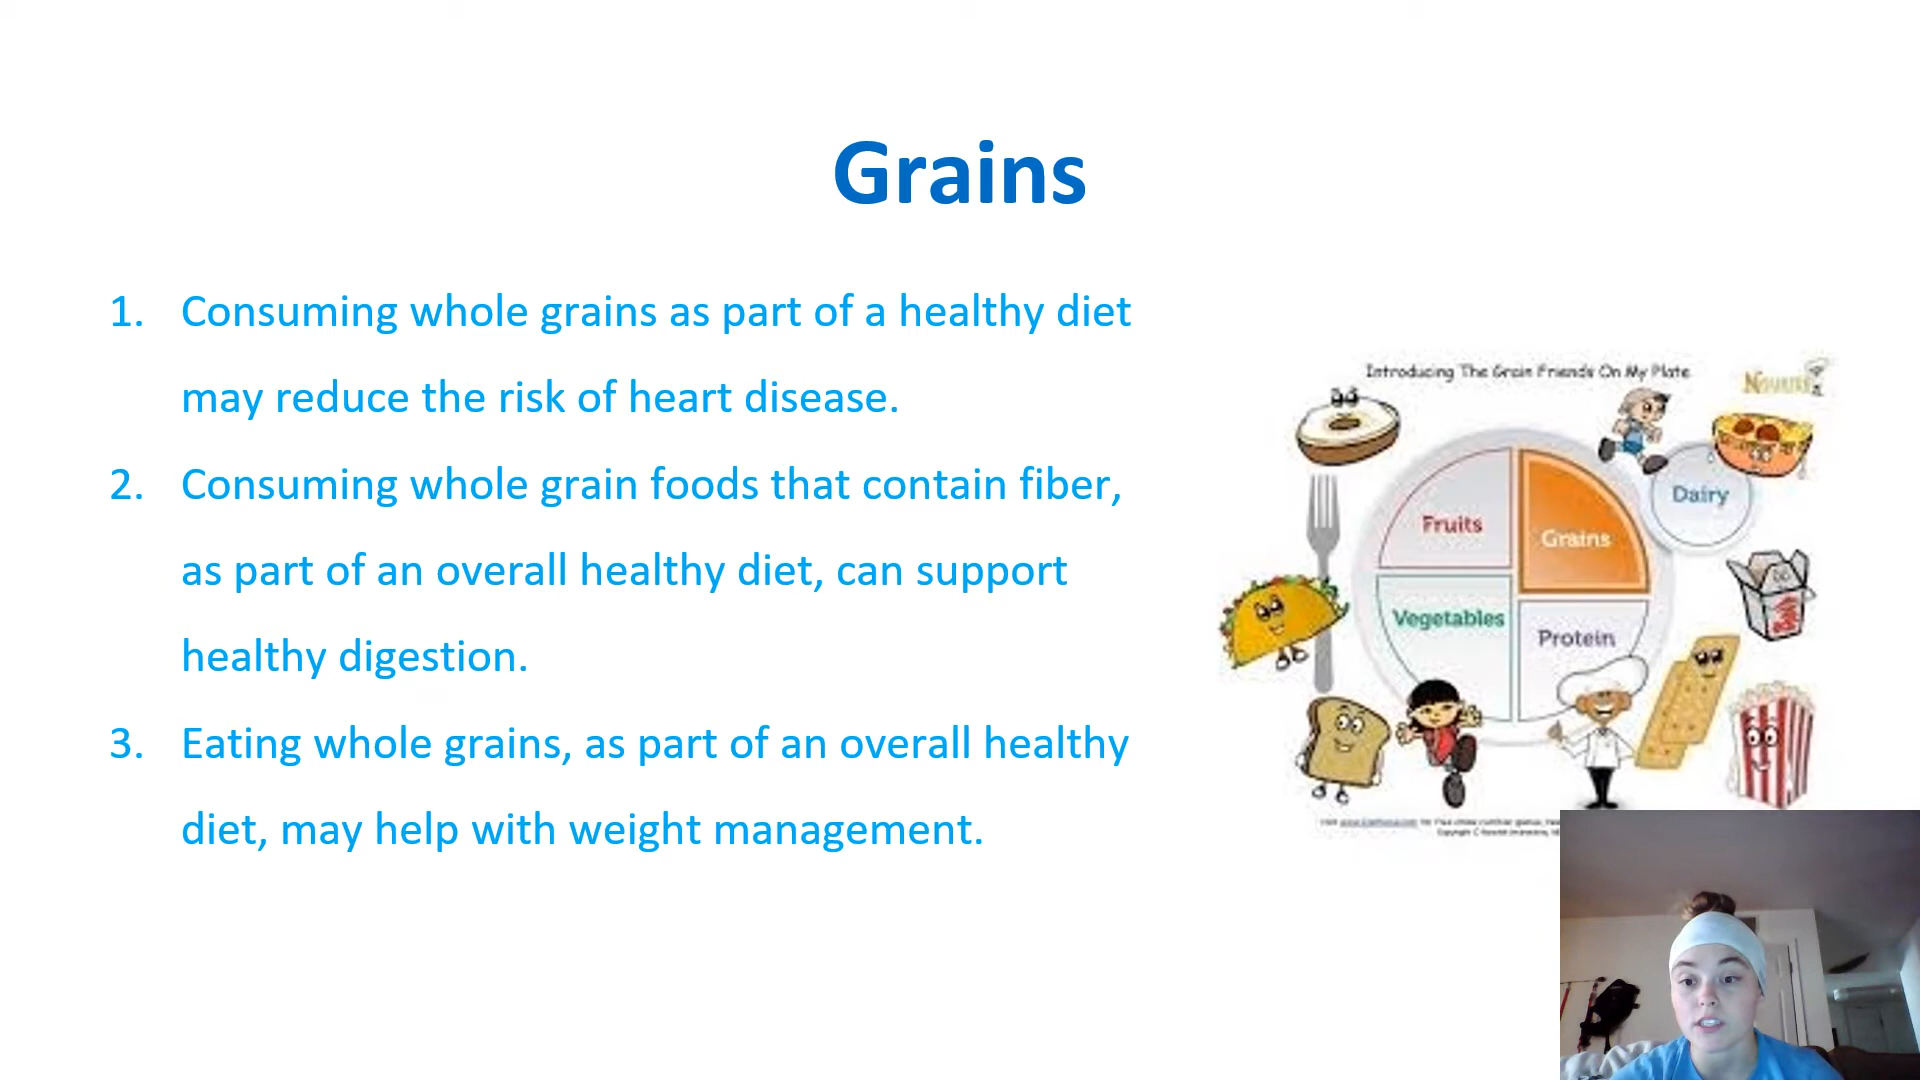 Grains
1. Consuming whole grains as part of a healthy diet
may reduce the risk of heart disease.
2. Consuming whole grain foods that contain fiber,
as part of an overall healthy diet, can support
healthy digestion.
3. Eating whole grains, as part of an overall healthy
diet, may help with weight management.
Introducing The Grain Friends On My Plate
Fruits
Grains
Dairy
Vegetables
Protein